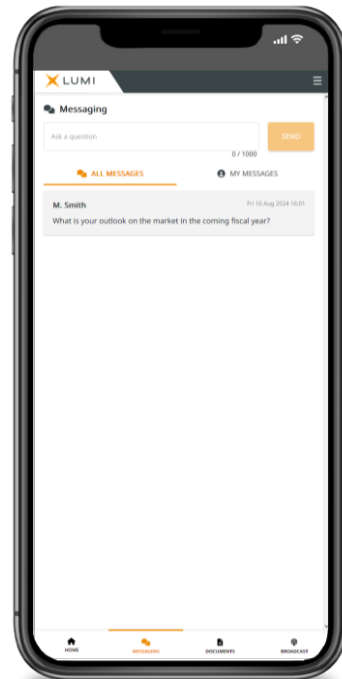 LUMI
Messaging
Ask a question
SEND
0 / 1000
ALL MESSAGES
MY MESSAGES
M. Smith
Fri 16 Aug 2024 16:01
What is your outlook on the market in the coming fiscal year?
HOME
MESSAGING
DOCUMENTS
BROADCAST